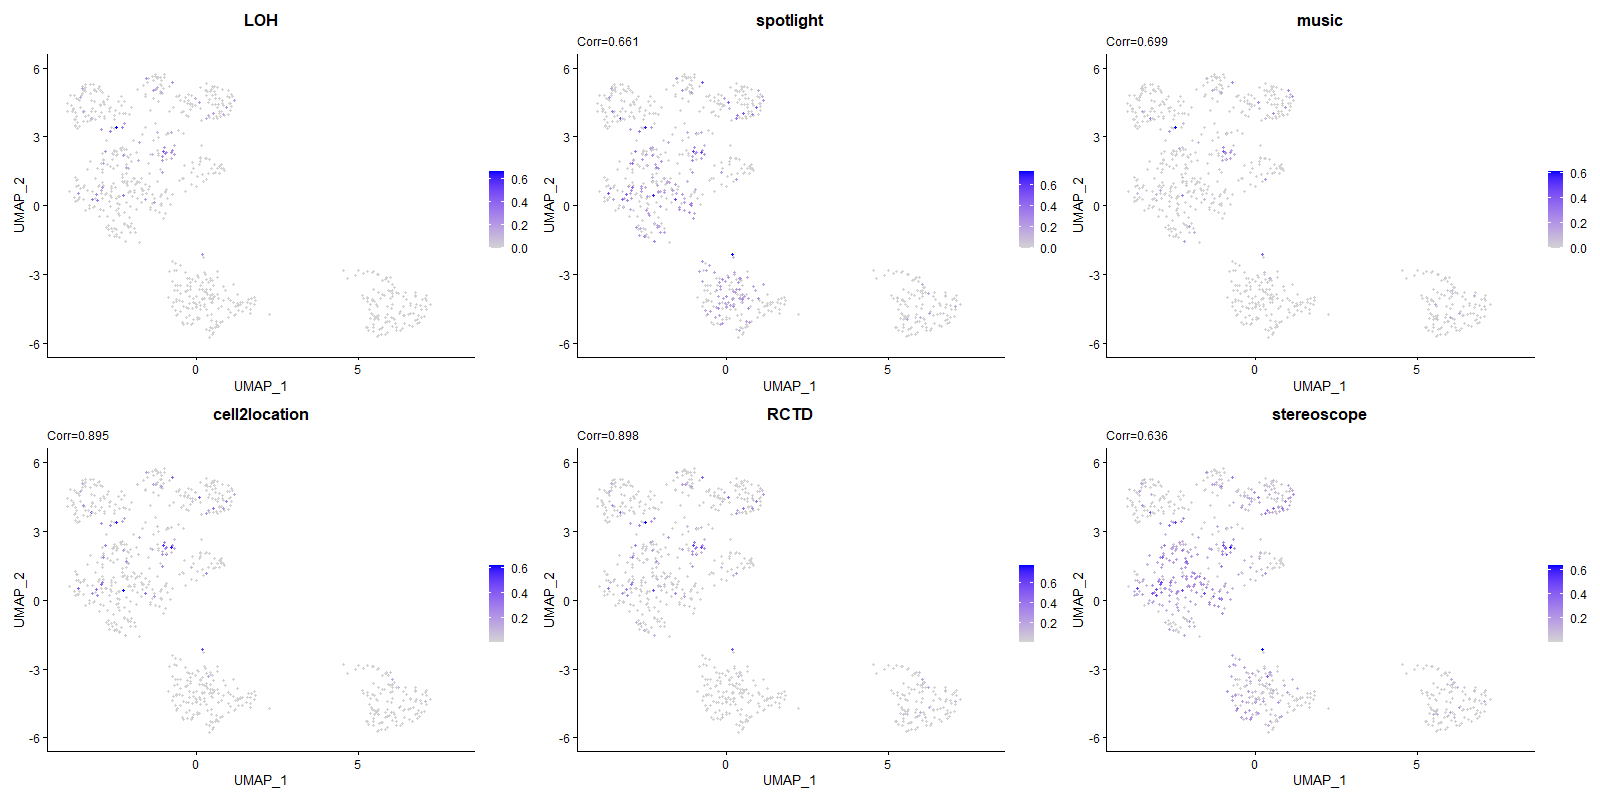 LOH
6
3
0
-3
-6
UMAP_2
0
5
UMAP_1
0.6
0.4
0.2
0.0
spotlight
Corr=0.661
6
3
0
-3
-6
UMAP_2
0
5
UMAP_1
0.6
0.4
0.2
0.0
music
Corr=0.699
6
3
0
-3
-6
UMAP_2
0
5
UMAP_1
0.6
0.4
0.2
0.0
cell2location
Corr=0.895
6
3
0
-3
-6
UMAP_2
0
5
UMAP_1
0.6
0.4
0.2
RCTD
Corr=0.898
6
3
0
-3
-6
UMAP_2
0
5
UMAP_1
0.6
0.4
0.2
stereoscope
Corr=0.636
6
3
0
-3
-6
UMAP_2
0
5
UMAP_1
0.6
0.4
0.2